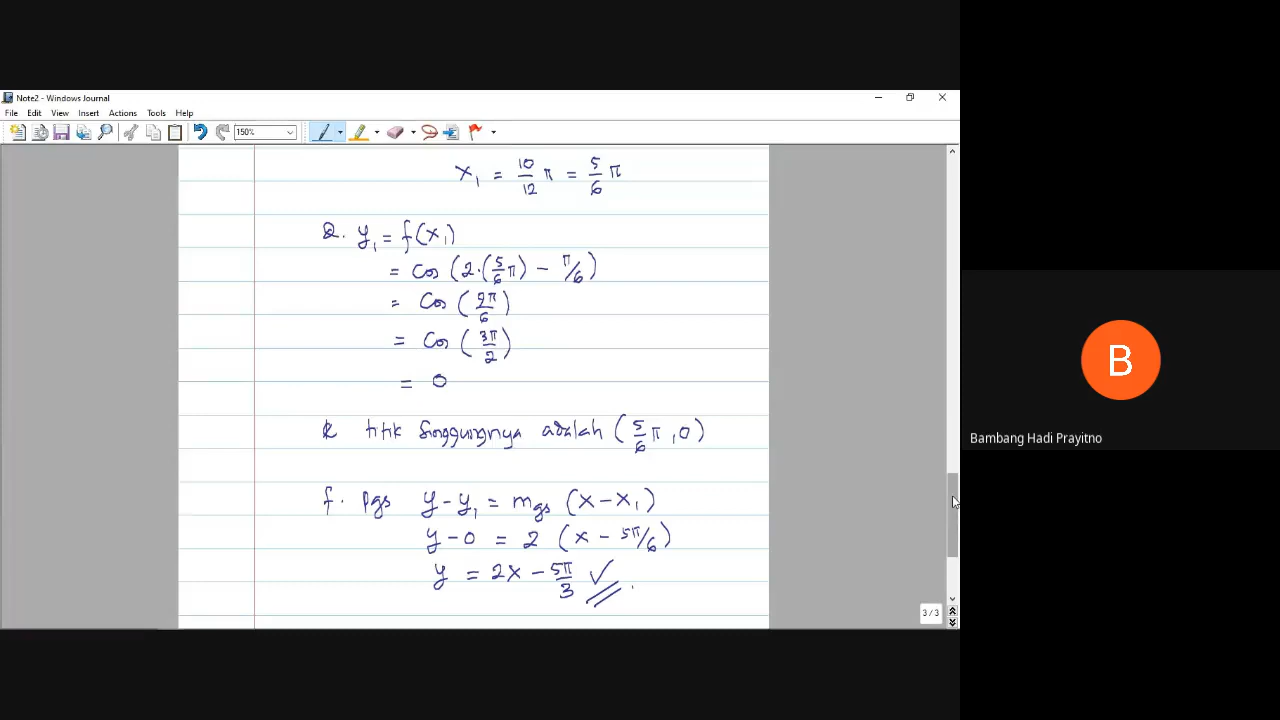 Note2 - Windows Journal
File Edit View Insert Actions Tools Help
150%
x₁ = 10/12 π = 5/6 π
y₁ = f(x₁)
= Cos (2·(5/6 π) - π/6)
= Cos (9π/6)
= Cos (3π/2)
= 0
titik singgungnya adalah (5/6 π, 0)
f. pgs y - y₁ = mgs (x - x₁)
y - 0 = 2 (x - 5π/6)
y = 2x - 5π/3 ✓
3 / 3
B
Bambang Hadi Prayitno